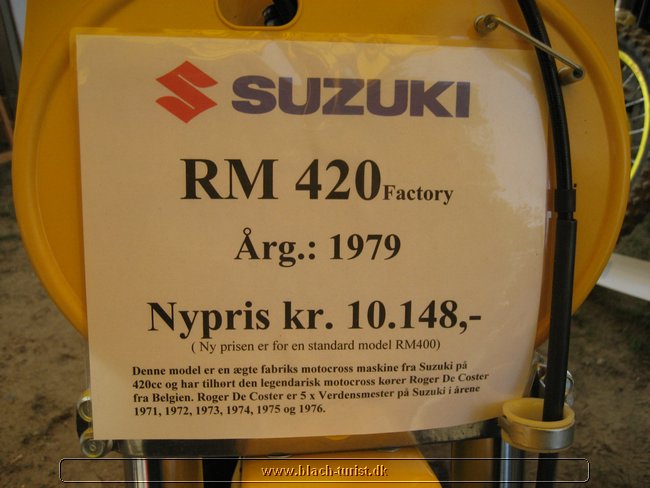 SUZUKI
RM 420 Factory
Årg.: 1979
Nypris kr. 10.148,-
( Ny prisen er for en standard model RM400)
Denne model er en ægte fabriks motocross maskine fra Suzuki på
420cc og har tilhørt den legendarisk motocross kører Roger De Coster
fra Belgien. Roger De Coster er 5 x Verdensmester på Suzuki i årene
1971, 1972, 1973, 1974, 1975 og 1976.
www.blach-turist.dk